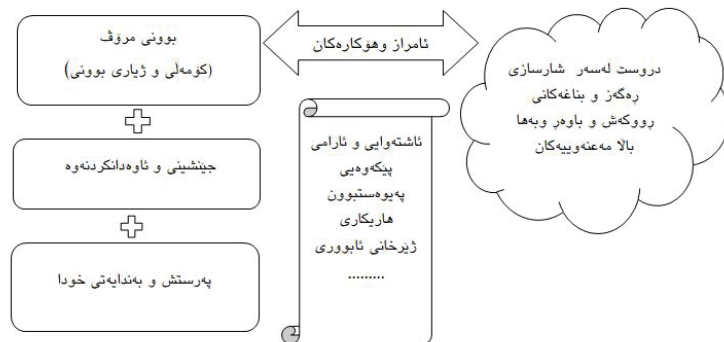 بوونی مرۆڤ
(کۆمەڵی و ژیاری بوونی)
جینشینی و ئاوەدانکردنەوە
پەرستش و بەندایەتی خودا
ئامراز وهۆکارەکان
ئاشتەوایی و ئارامی
پێکەوەیی
پەیوەستبوون
هاریکاری
ژێرخانی ئابووری
.........
دروست لەسەر شارسازی
ڕەگەز و بناغەکانی
ڕووکەش و باوەڕ وبەها
باڵا مەعنەوییەکان